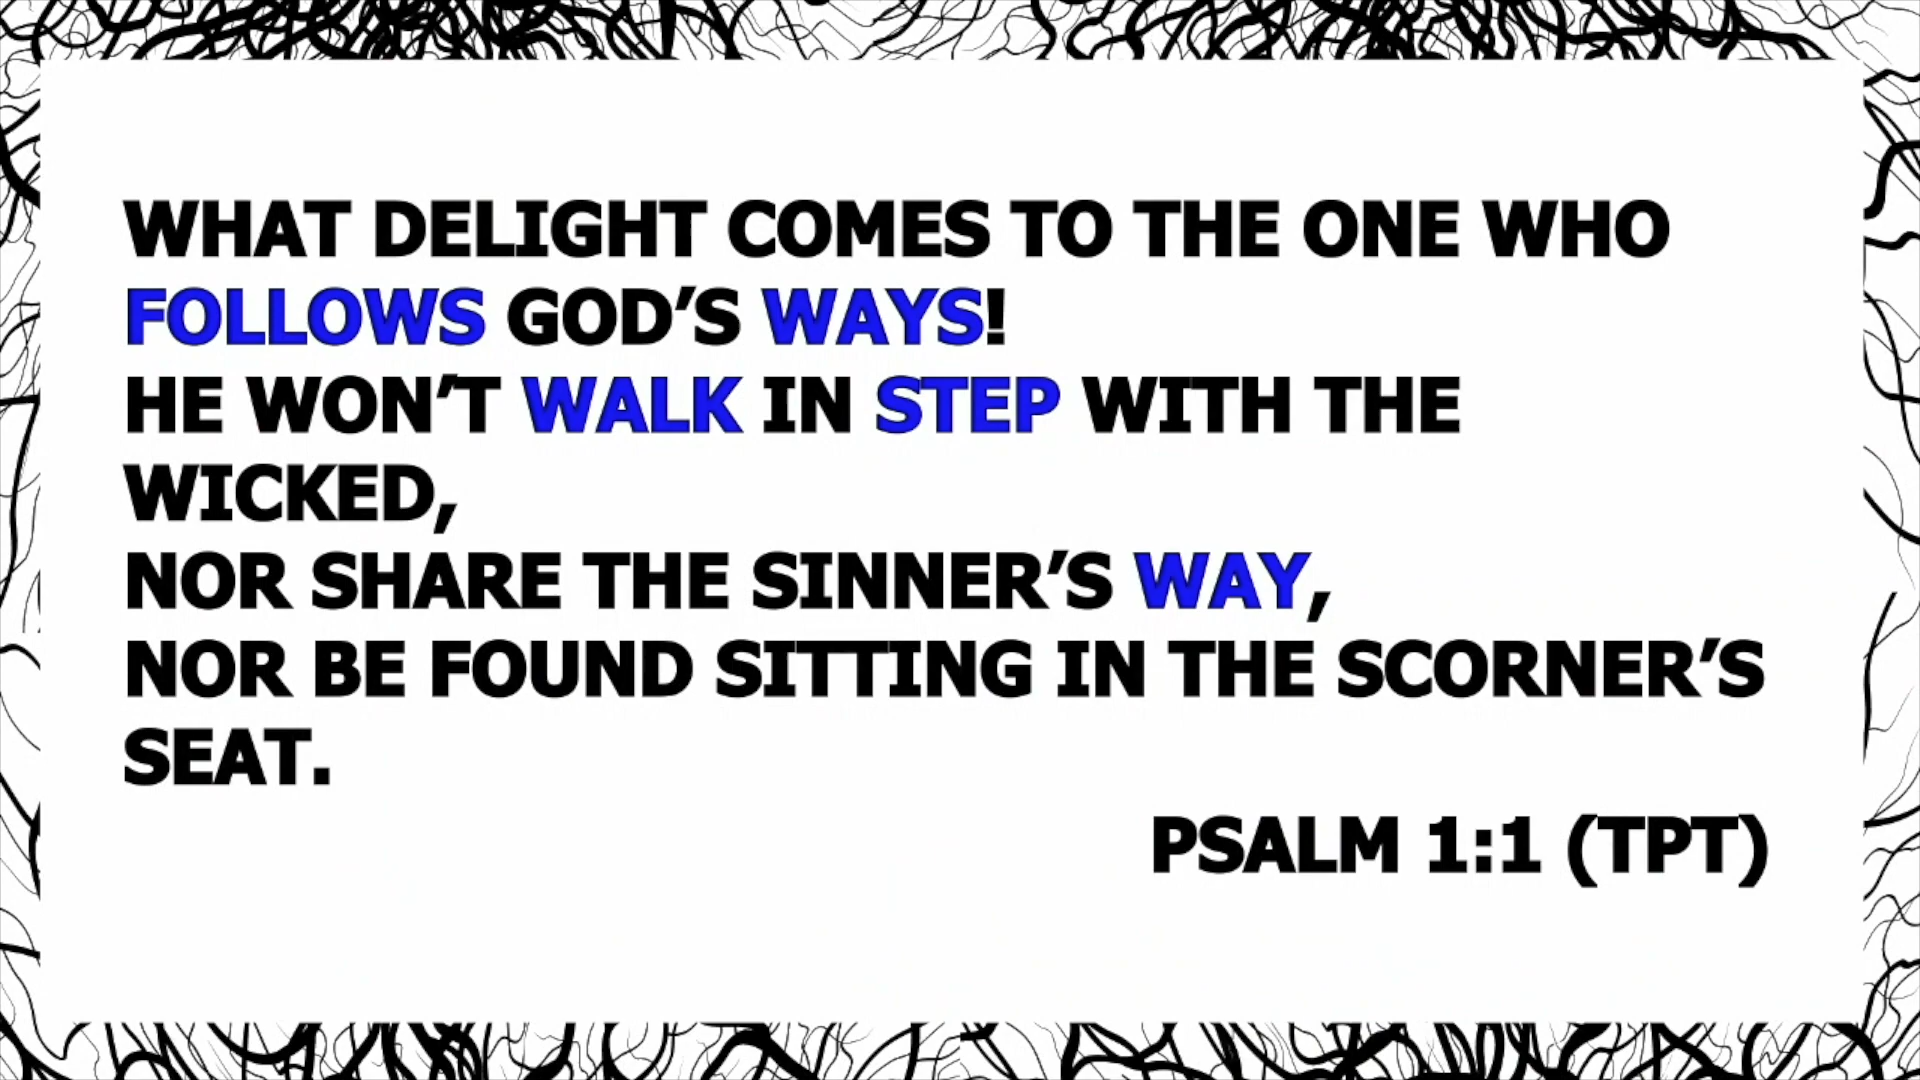 WHAT DELIGHT COMES TO THE ONE WHO
FOLLOWS GOD’S WAYS!
HE WON’T WALK IN STEP WITH THE
WICKED,
NOR SHARE THE SINNER’S WAY,
NOR BE FOUND SITTING IN THE SCORNER’S
SEAT.
PSALM 1:1 (TPT)